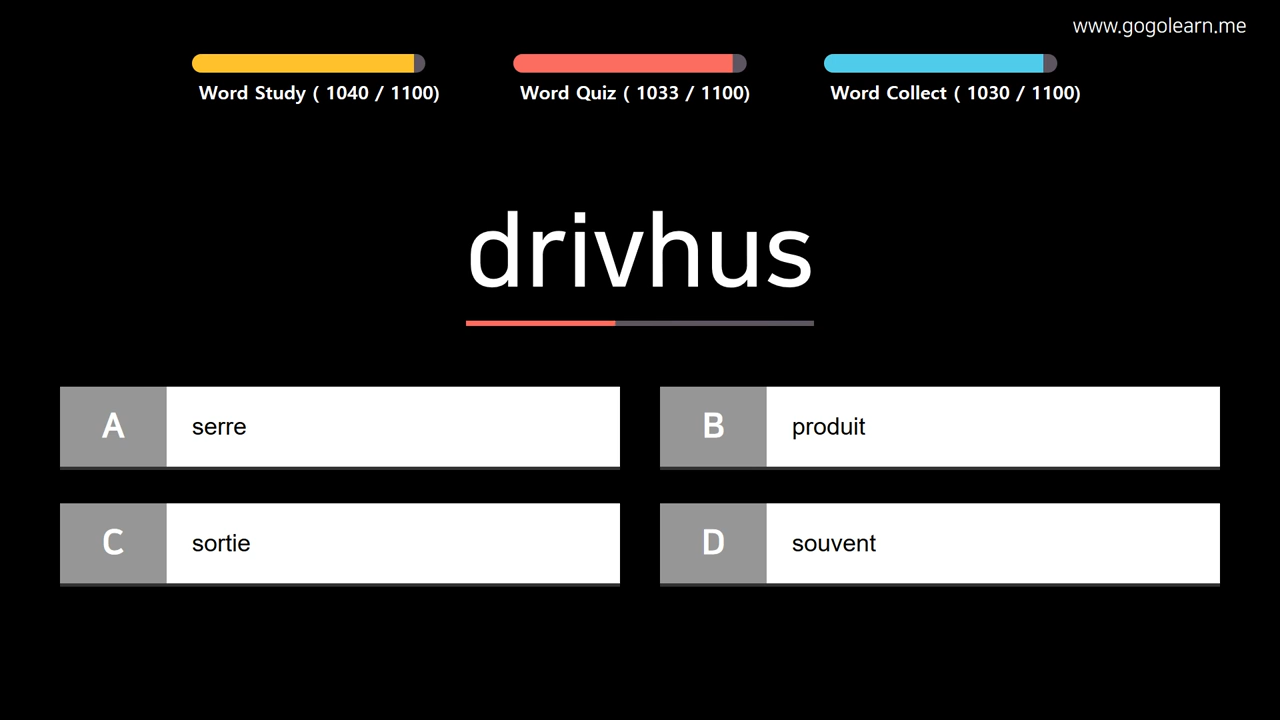 www.gogolearn.me
Word Study ( 1040 / 1100)
Word Quiz ( 1033 / 1100)
Word Collect ( 1030 / 1100)
drivhus
A serre
B produit
C sortie
D souvent